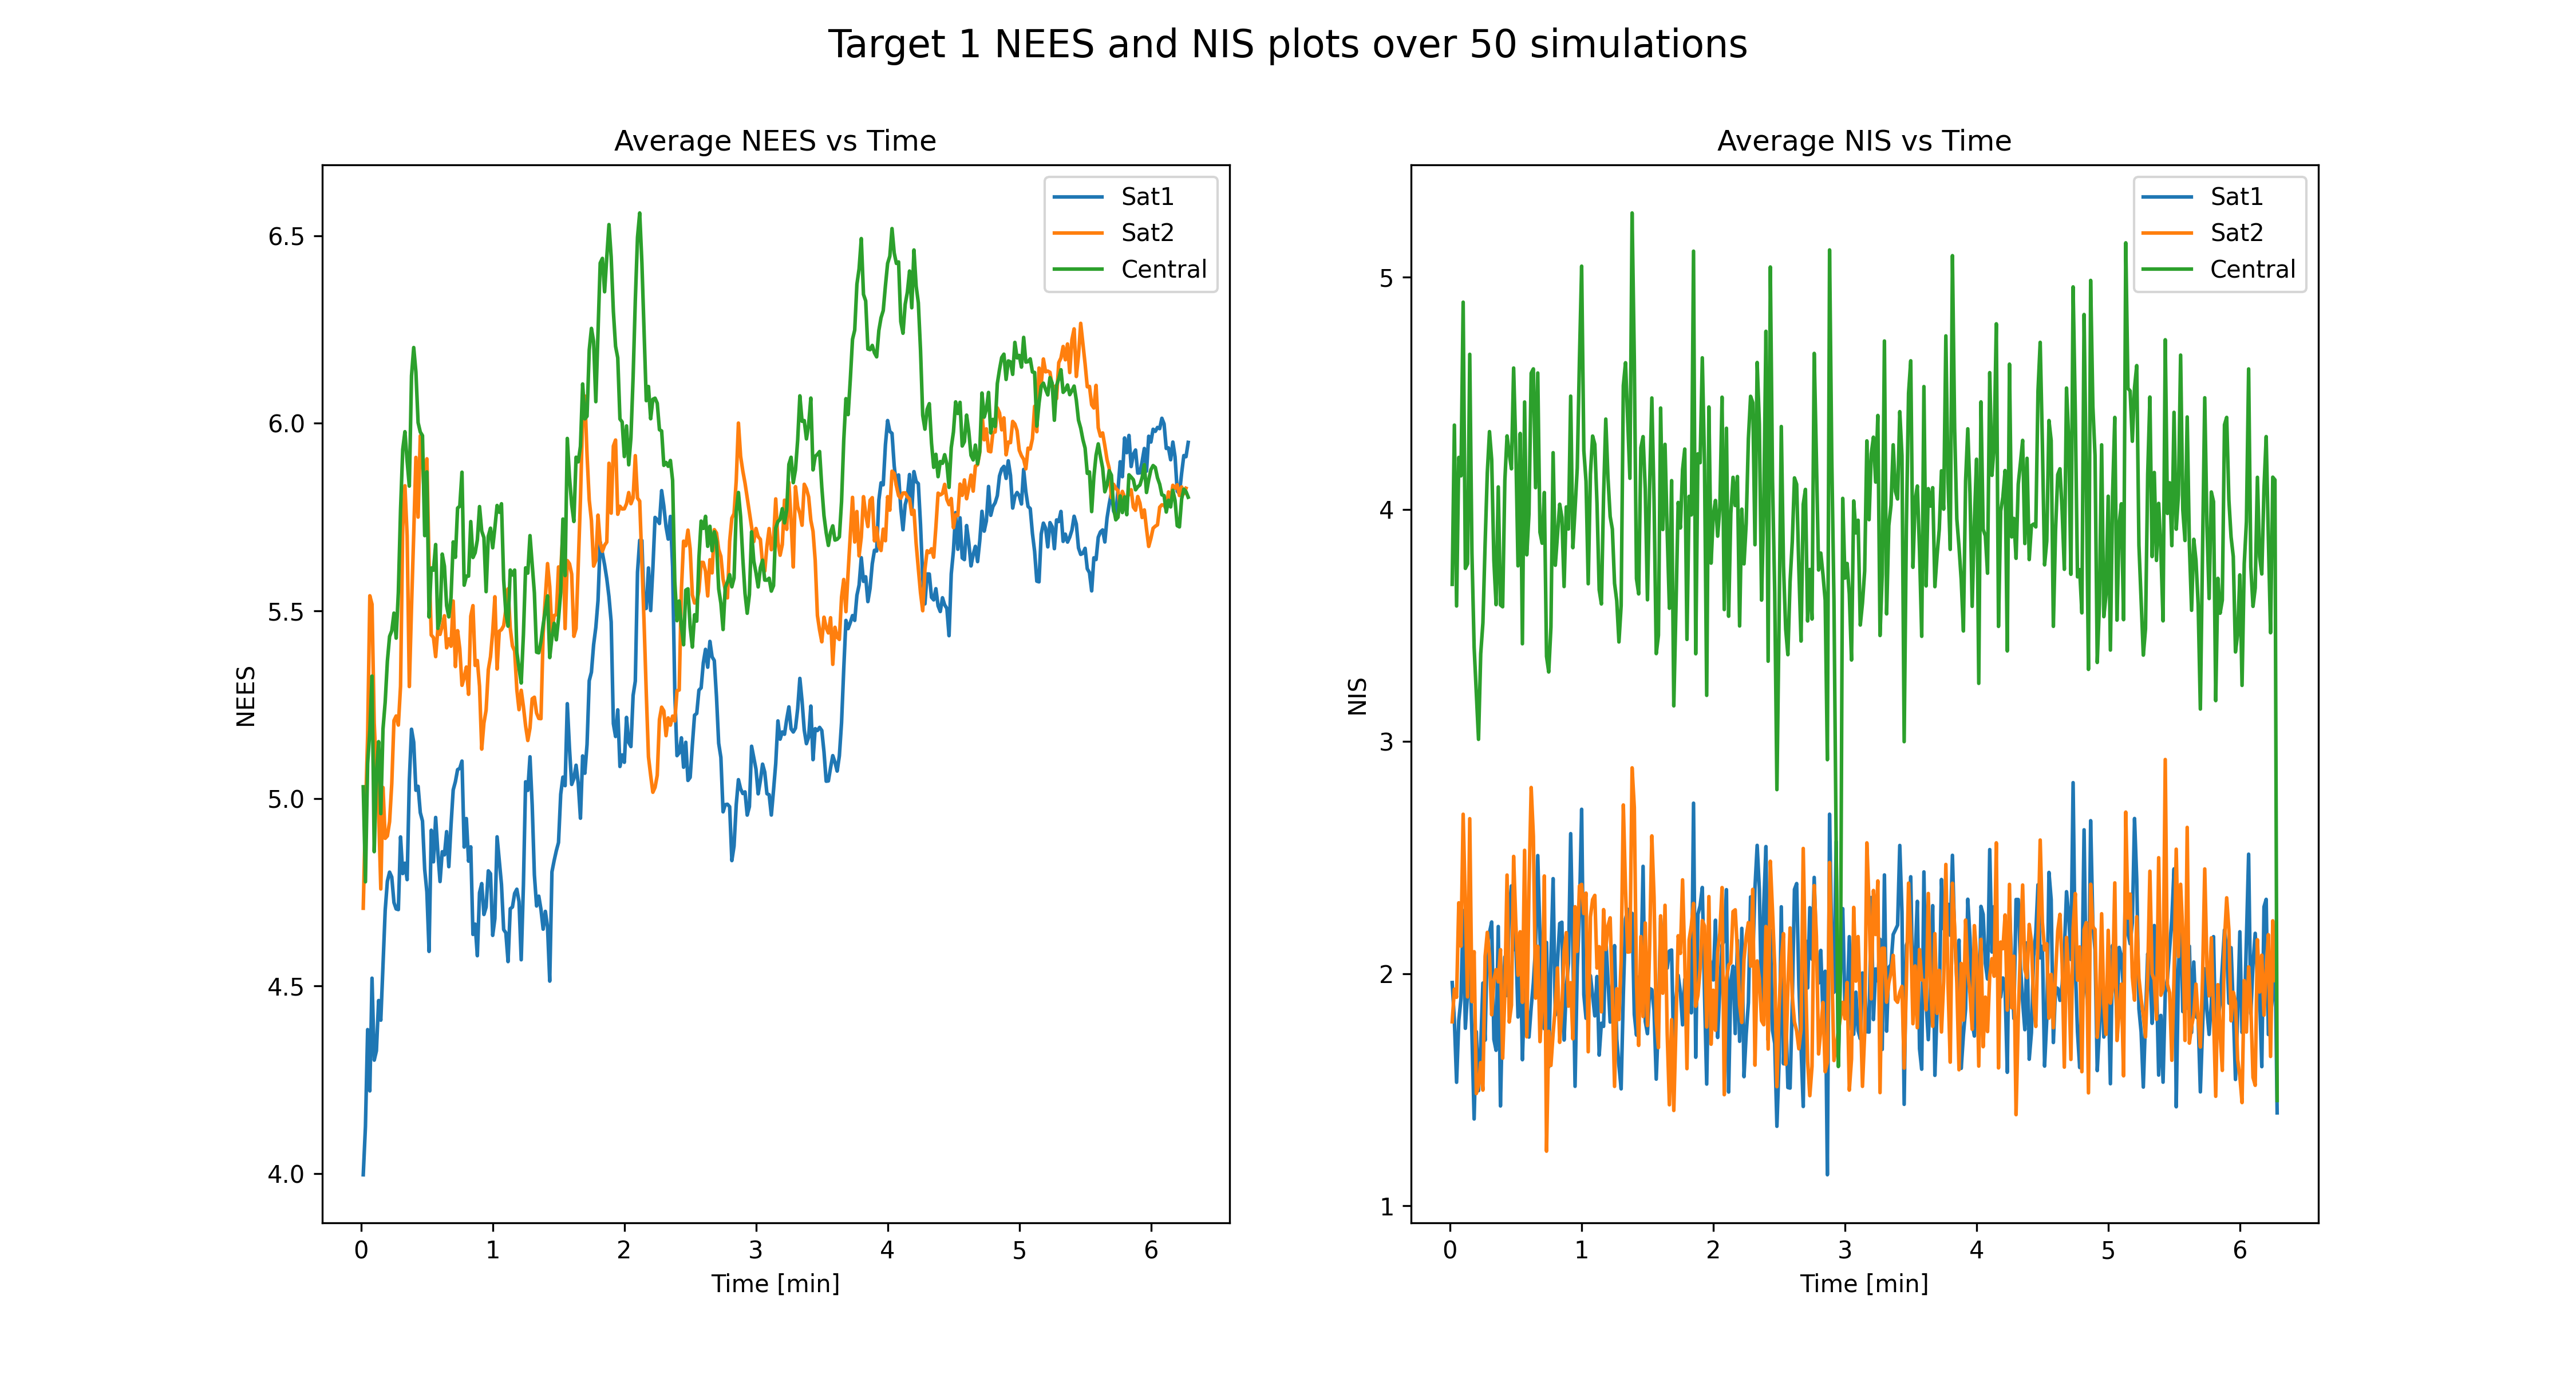 Target 1 NEES and NIS plots over 50 simulations
Average NEES vs Time
Sat1
Sat2
Central
6.5
6.0
5.5
5.0
4.5
4.0
NEES
0 1 2 3 4 5 6
Time [min]
Average NIS vs Time
Sat1
Sat2
Central
5
4
3
2
1
NIS
0 1 2 3 4 5 6
Time [min]